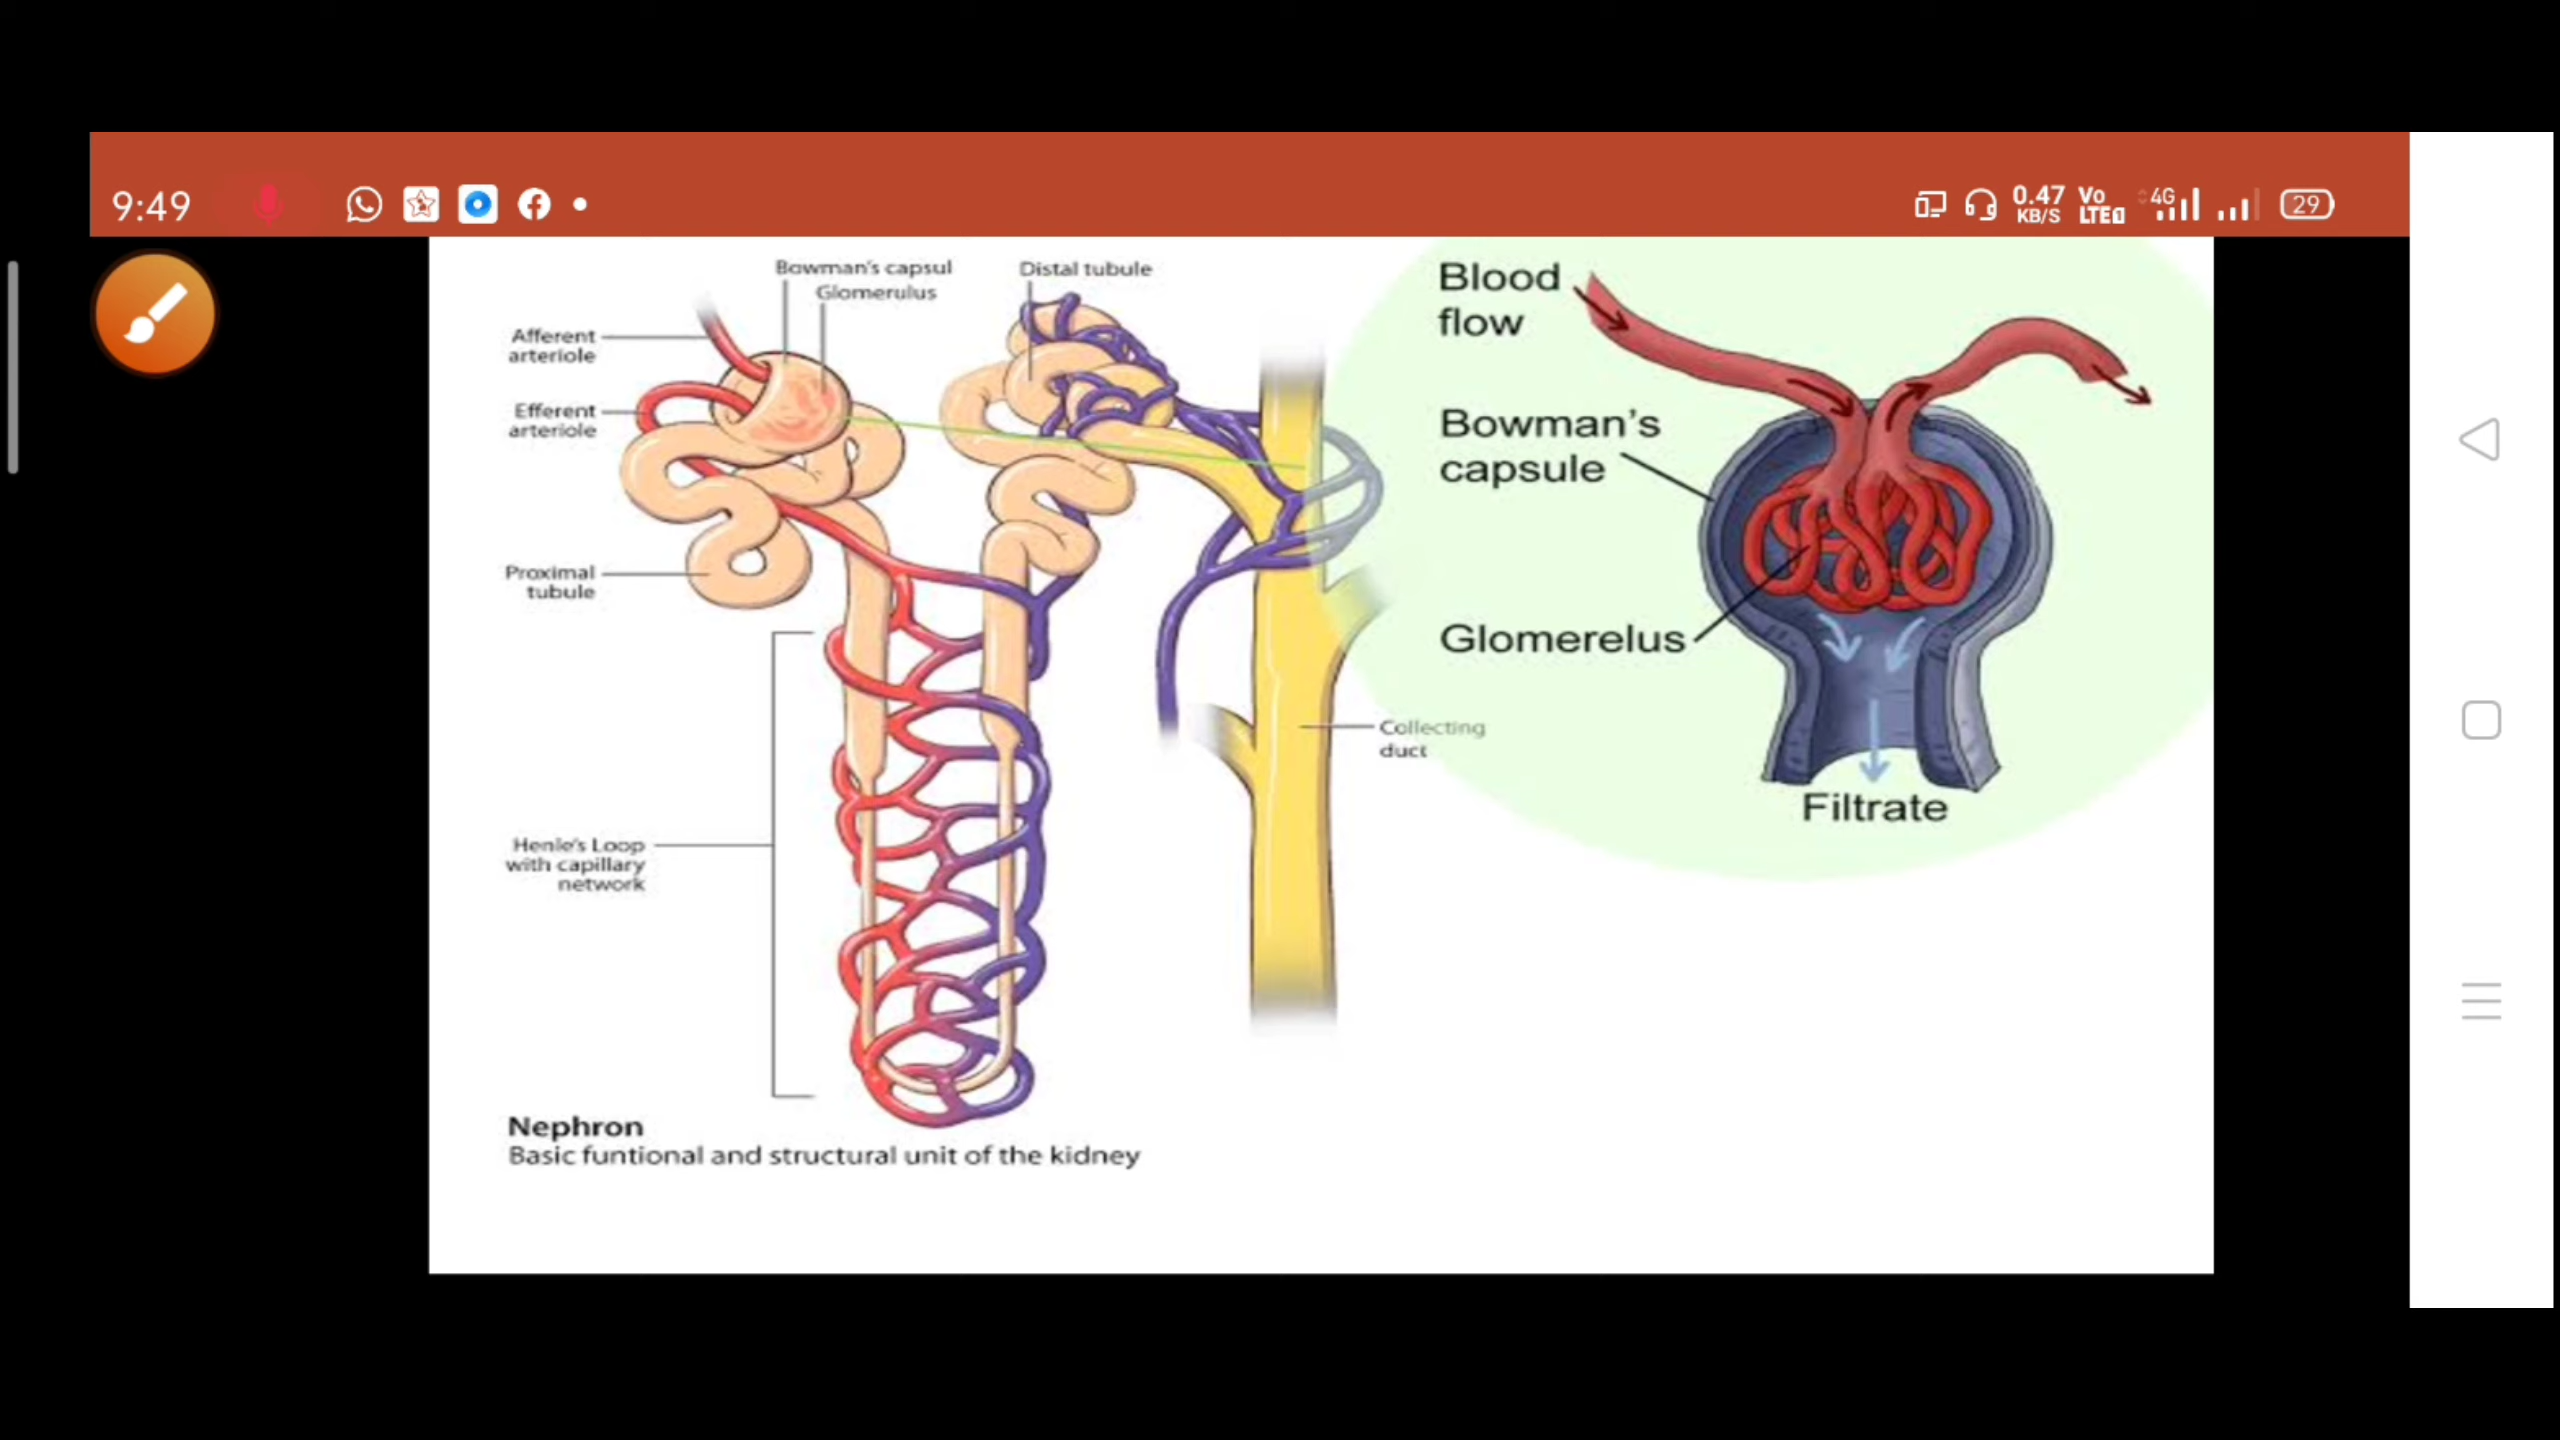 9:49
0.47
KB/S
Vo
LTE1
4G
29
Bowman's capsul
Glomerulus
Distal tubule
Afferent
arteriole
Efferent
arteriole
Proximal
tubule
Henle's Loop
with capillary
network
Collecting
duct
Nephron
Basic funtional and structural unit of the kidney
Blood
flow
Bowman's
capsule
Glomerelus
Filtrate